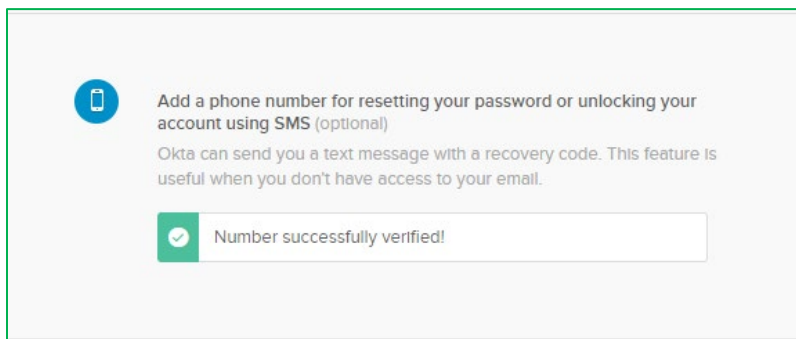 Add a phone number for resetting your password or unlocking your
account using SMS (optional)
Okta can send you a text message with a recovery code. This feature is
useful when you don't have access to your email.
Number successfully verified!